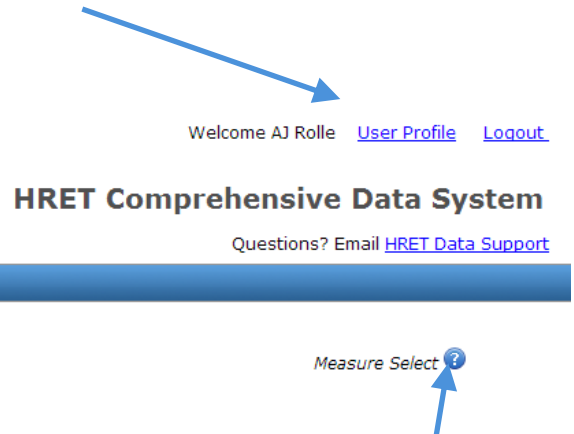 Welcome AJ Rolle User Profile Logout
HRET Comprehensive Data System
Questions? Email HRET Data Support
Measure Select ?